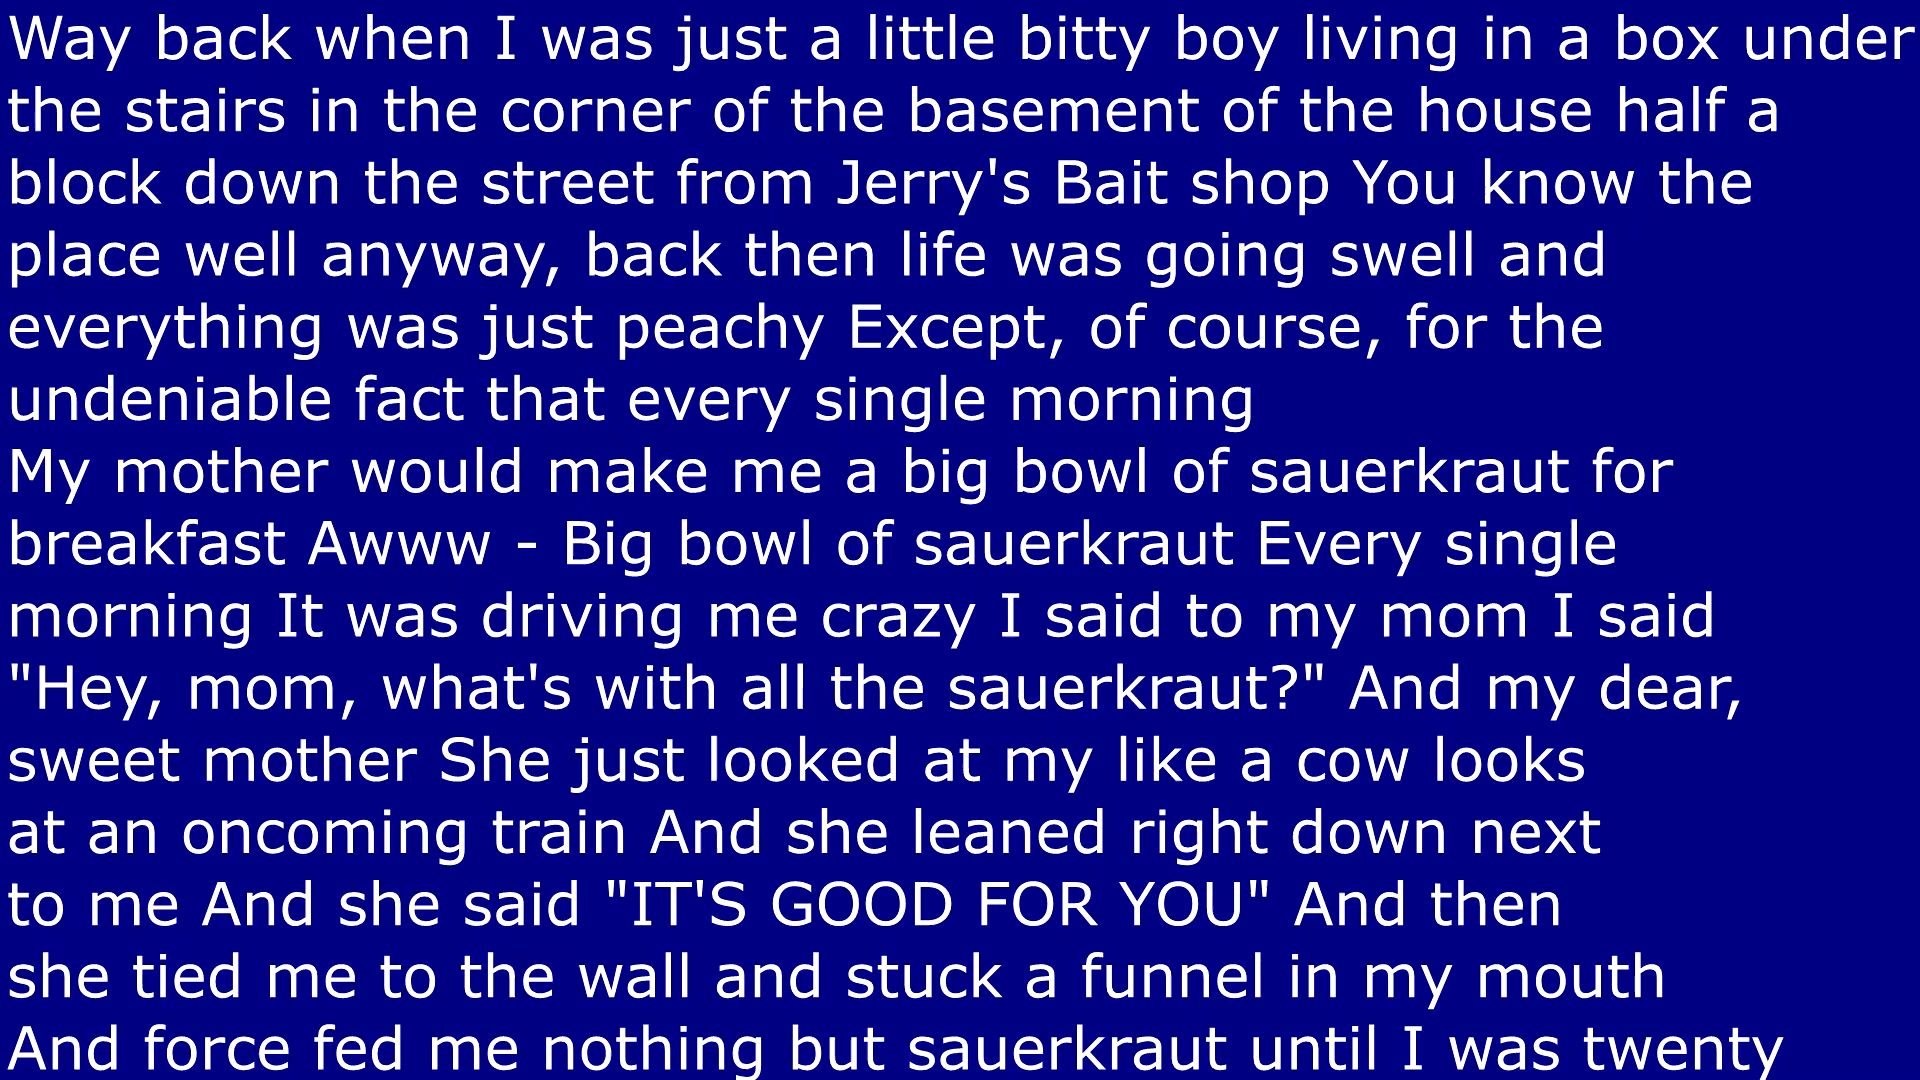 Way back when I was just a little bitty boy living in a box under
the stairs in the corner of the basement of the house half a
block down the street from Jerry's Bait shop You know the
place well anyway, back then life was going swell and
everything was just peachy Except, of course, for the
undeniable fact that every single morning
My mother would make me a big bowl of sauerkraut for
breakfast Awww - Big bowl of sauerkraut Every single
morning It was driving me crazy I said to my mom I said
"Hey, mom, what's with all the sauerkraut?" And my dear,
sweet mother She just looked at my like a cow looks
at an oncoming train And she leaned right down next
to me And she said "IT'S GOOD FOR YOU" And then
she tied me to the wall and stuck a funnel in my mouth
And force fed me nothing but sauerkraut until I was twenty